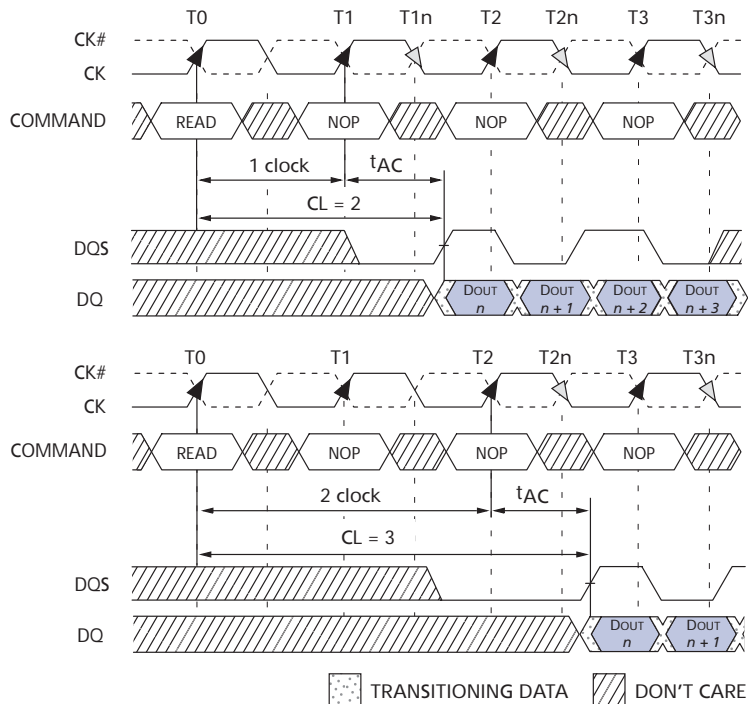 T0 T1 T1n T2 T2n T3 T3n
CK#
CK
COMMAND READ NOP NOP NOP
1 clock tAC
CL = 2
DQS
DQ DOUT n DOUT n + 1 DOUT n + 2 DOUT n + 3
T0 T1 T2 T2n T3 T3n
CK#
CK
COMMAND READ NOP NOP NOP
2 clock tAC
CL = 3
DQS
DQ DOUT n DOUT n + 1
TRANSITIONING DATA DON'T CARE